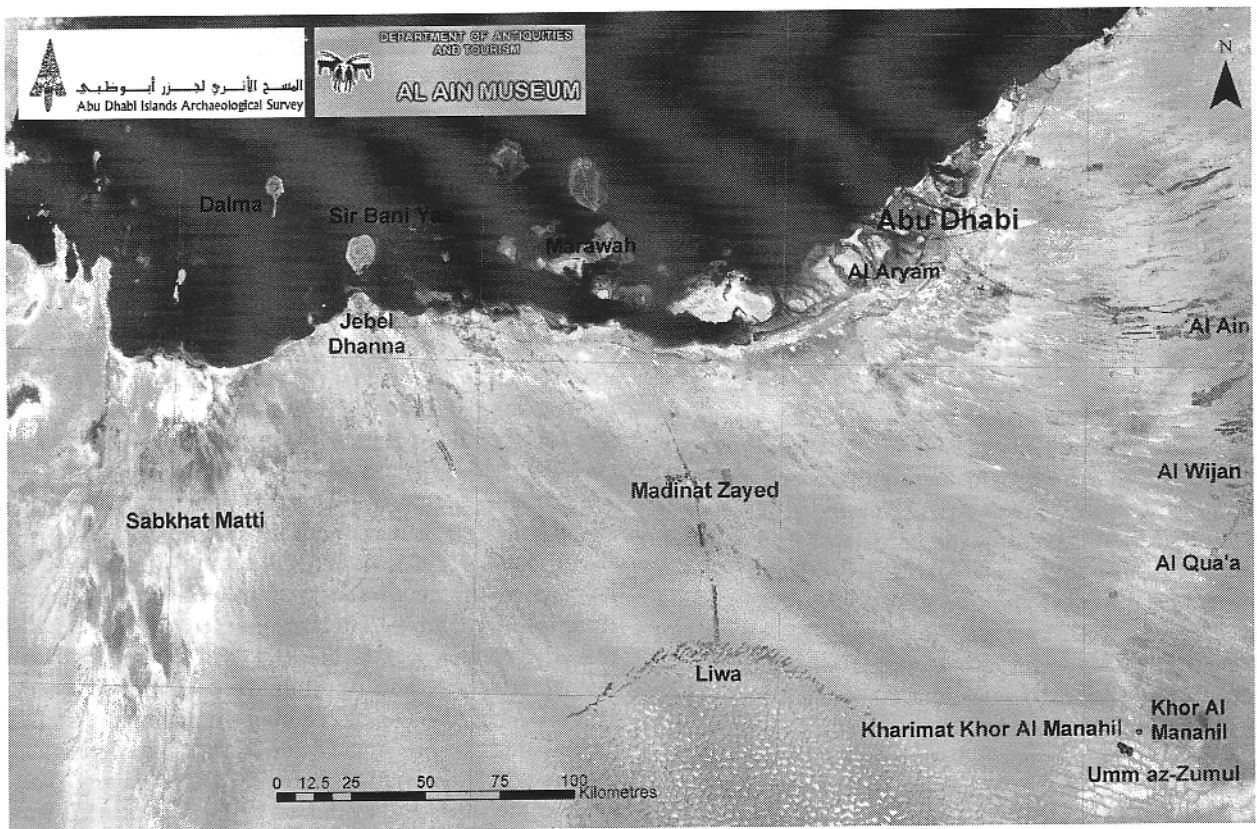 المسح الأثري لجزر أبوظبي
Abu Dhabi Islands Archaeological Survey
DEPARTMENT OF ANTIQUITIES
AND TOURISM
AL AIN MUSEUM
N
Dalma
Sir Bani Yas
Marawah
Abu Dhabi
Al Aryam
Jebel
Dhanna
Al Ain
Al Wijan
Madinat Zayed
Sabkhat Matti
Al Qua'a
Liwa
Khor Al
Manahil
Kharimat Khor Al Manahil
Umm az-Zumul
0 12.5 25 50 75 100
Kilometres